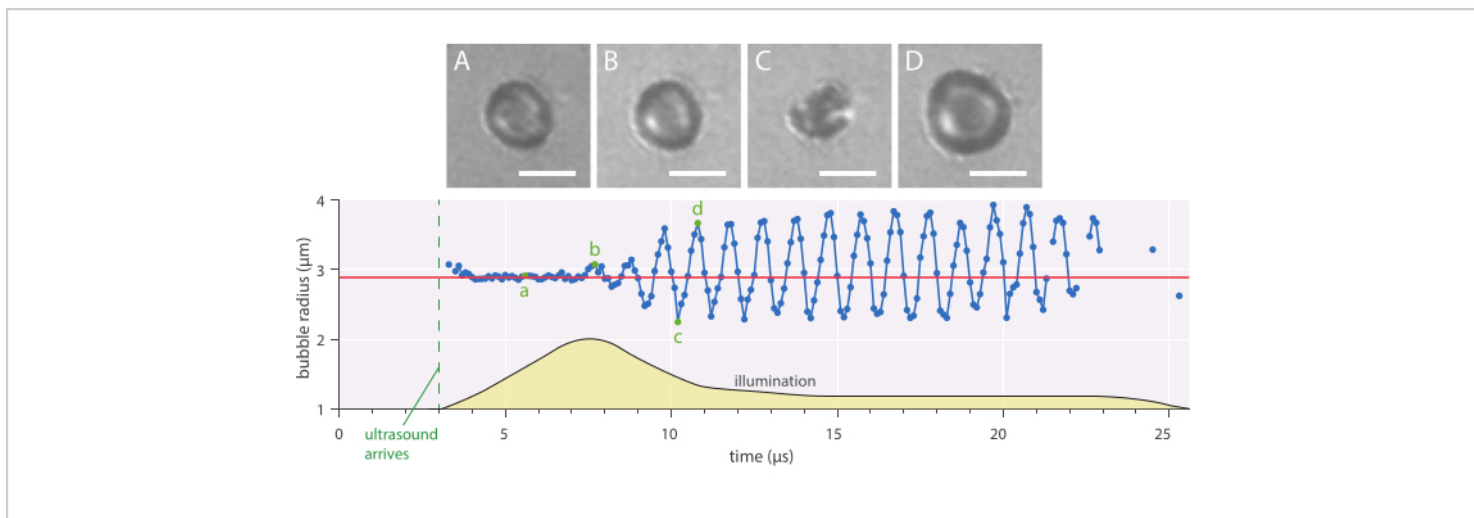 A B C D
4
d
b
3
a
c
2
illumination
1
bubble radius (µm)
0 5 10 15 20 25
ultrasound
arrives
time (µs)